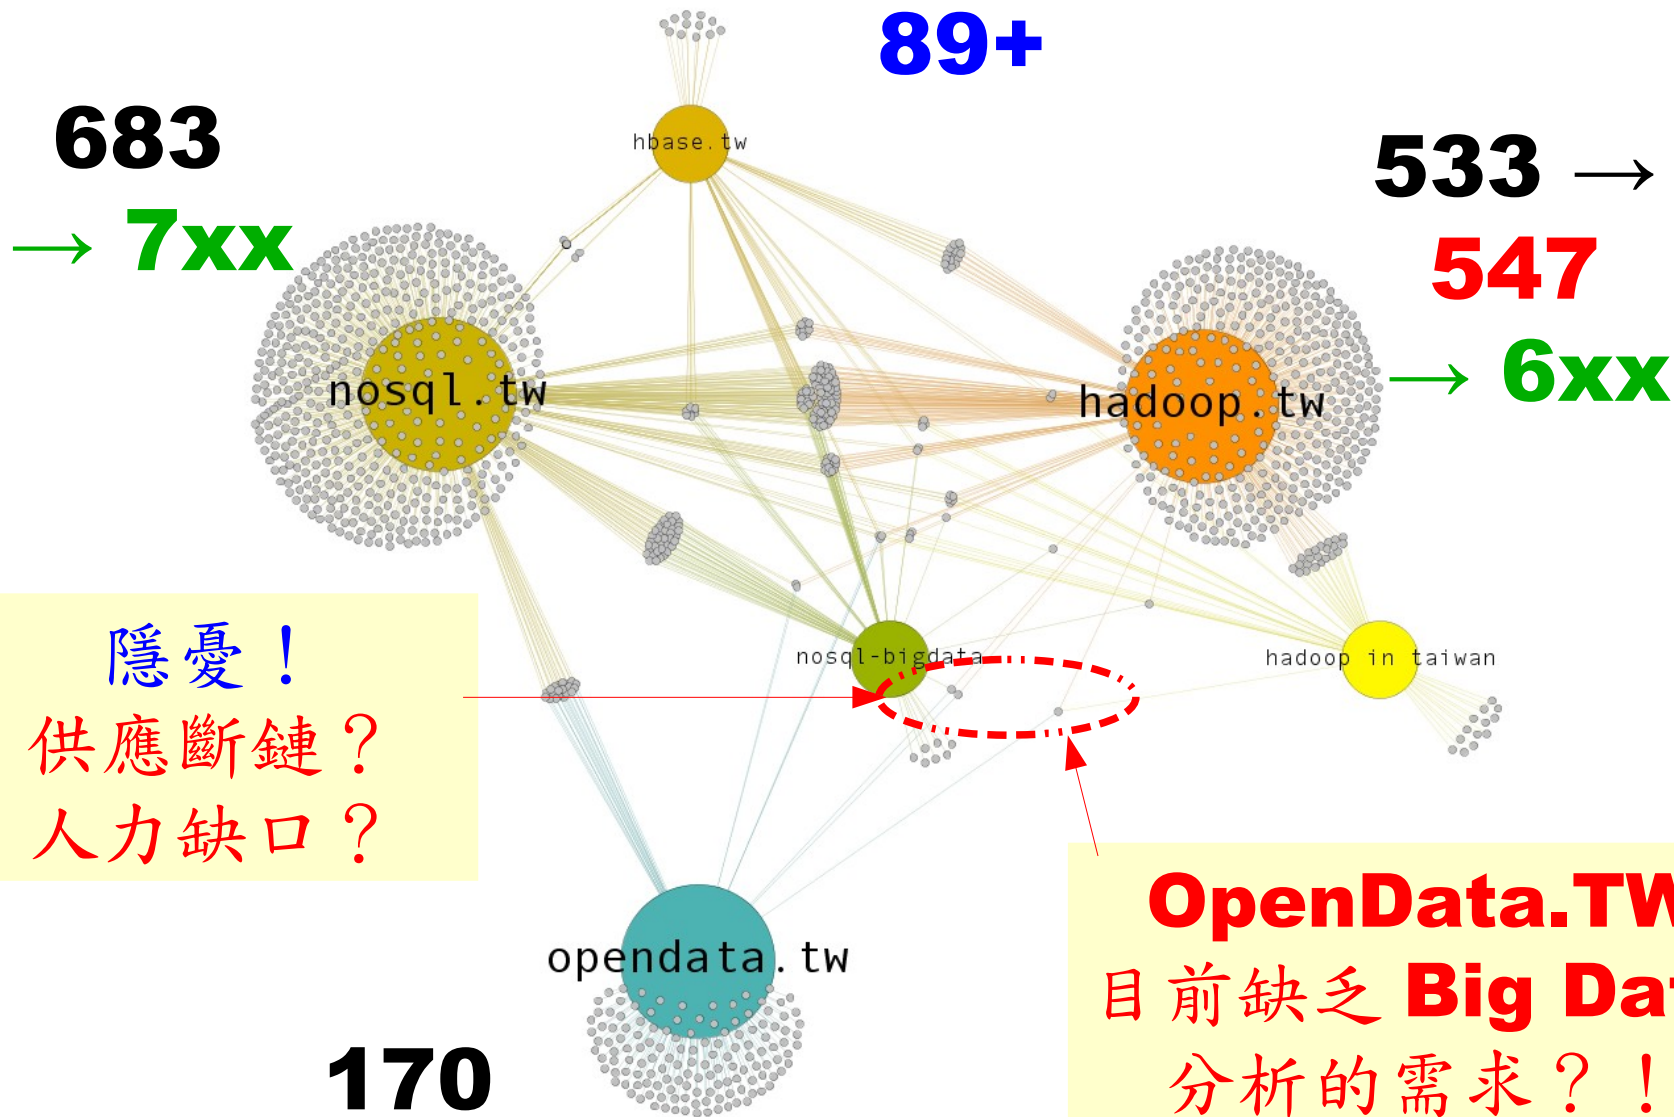 89+
683
→ 7xx
hbase.tw
533 →
547
→ 6xx
nosql.tw
hadoop.tw
nosql-bigdata
hadoop in taiwan
隱憂！
供應斷鏈？
人力缺口？
opendata.tw
170
OpenData.TW
目前缺乏 Big Dat
分析的需求？！